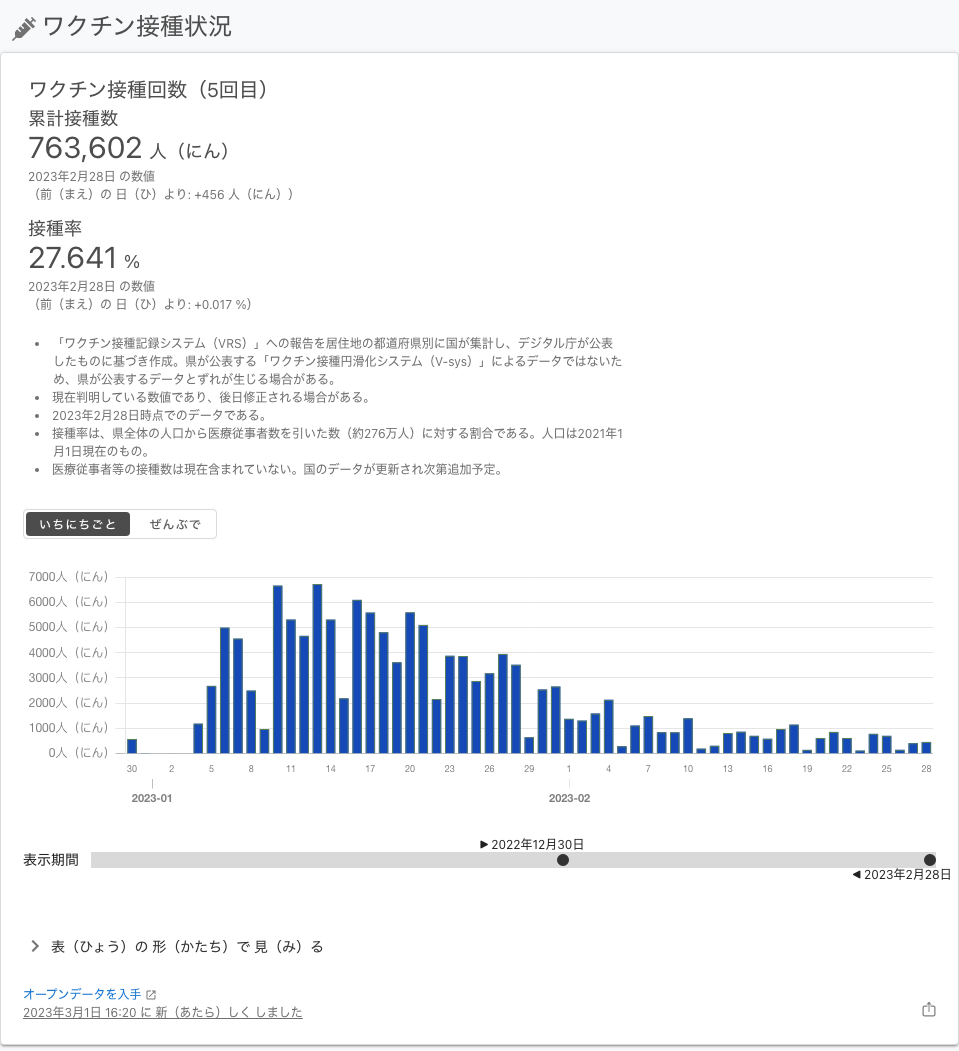 ワクチン接種状況
ワクチン接種回数（5回目）
累計接種数
763,602 人（にん）
2023年2月28日 の数値
（前（まえ）の 日（ひ）より: +456 人（にん））
接種率
27.641 %
2023年2月28日 の数値
（前（まえ）の 日（ひ）より: +0.017 %）
• 「ワクチン接種記録システム（VRS）」への報告を居住地の都道府県別に国が集計し、デジタル庁が公表
したものに基づき作成。県が公表する「ワクチン接種円滑化システム（V-sys）」によるデータではないた
め、県が公表するデータとずれが生じる場合がある。
• 現在判明している数値であり、後日修正される場合がある。
• 2023年2月28日時点でのデータである。
• 接種率は、県全体の人口から医療従事者数を引いた数（約276万人）に対する割合である。人口は2021年1
月1日現在のもの。
• 医療従事者等の接種数は現在含まれていない。国のデータが更新され次第追加予定。
いちにちごと ぜんぶで
7000人（にん）
6000人（にん）
5000人（にん）
4000人（にん）
3000人（にん）
2000人（にん）
1000人（にん）
0人（にん）
30 2 5 8 11 14 17 20 23 26 29 1 4 7 10 13 16 19 22 25 28
2023-01 2023-02
▶ 2022年12月30日
表示期間
◀ 2023年2月28日
表（ひょう）の 形（かたち）で 見（み）る
オープンデータを入手
2023年3月1日 16:20 に 新（あたら）しく しました